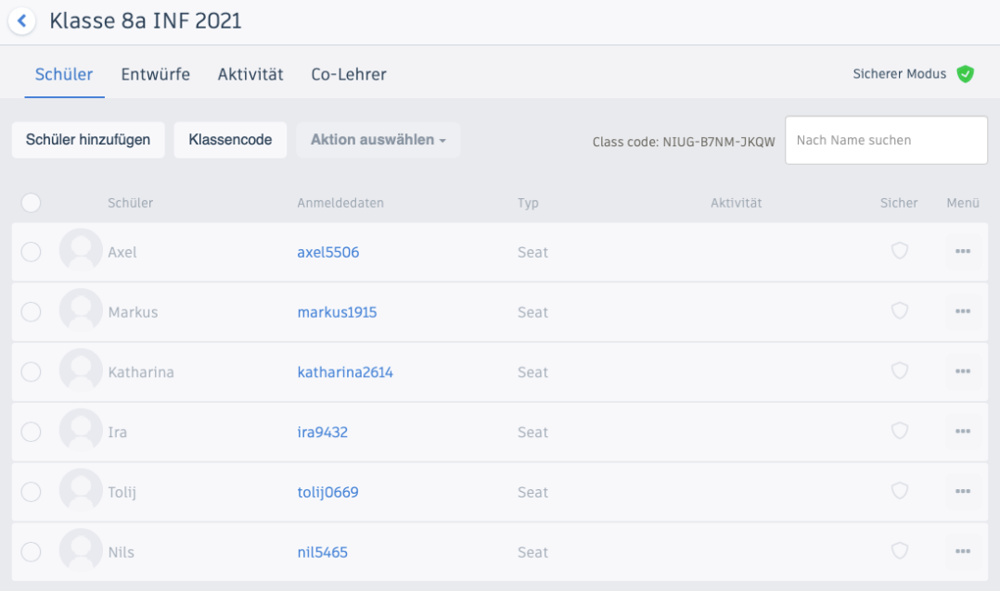 Klasse 8a INF 2021
Schüler Entwürfe Aktivität Co-Lehrer Sicherer Modus
Schüler hinzufügen Klassencode Aktion auswählen Class code: NIUG-B7NM-JKQW Nach Name suchen
Schüler Anmeldedaten Typ Aktivität Sicher Menü
Axel axel5506 Seat
Markus markus1915 Seat
Katharina katharina2614 Seat
Ira ira9432 Seat
Tolij tolij0669 Seat
Nils nil5465 Seat